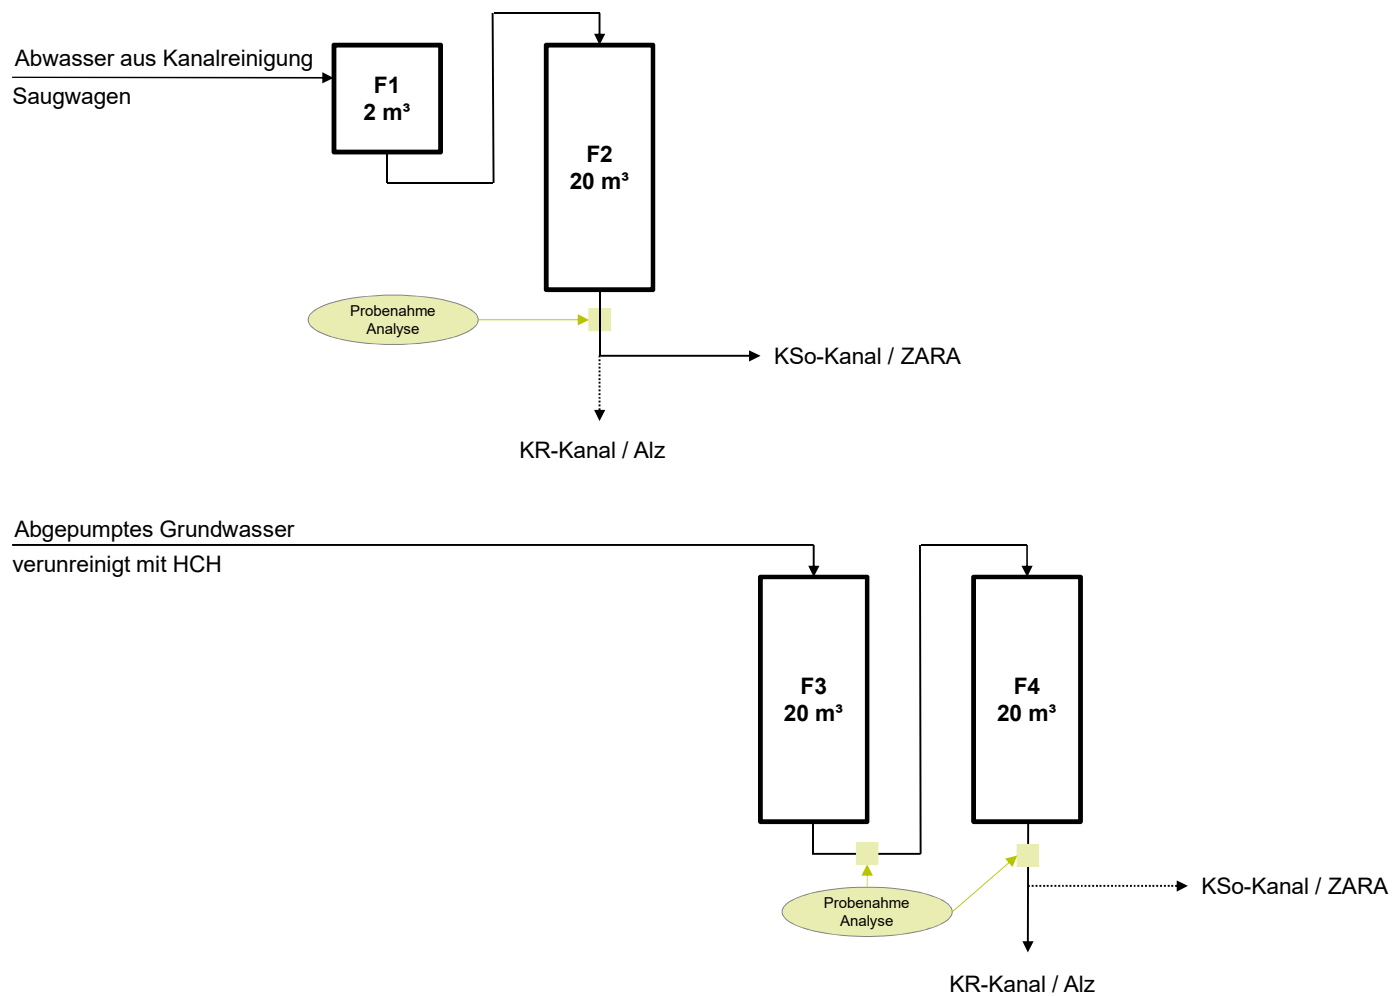 Abwasser aus Kanalreinigung
Saugwagen
F1
2 m³
F2
20 m³
Probenahme
Analyse
KSo-Kanal / ZARA
KR-Kanal / Alz
Abgepumptes Grundwasser
verunreinigt mit HCH
F3
20 m³
F4
20 m³
Probenahme
Analyse
KSo-Kanal / ZARA
KR-Kanal / Alz